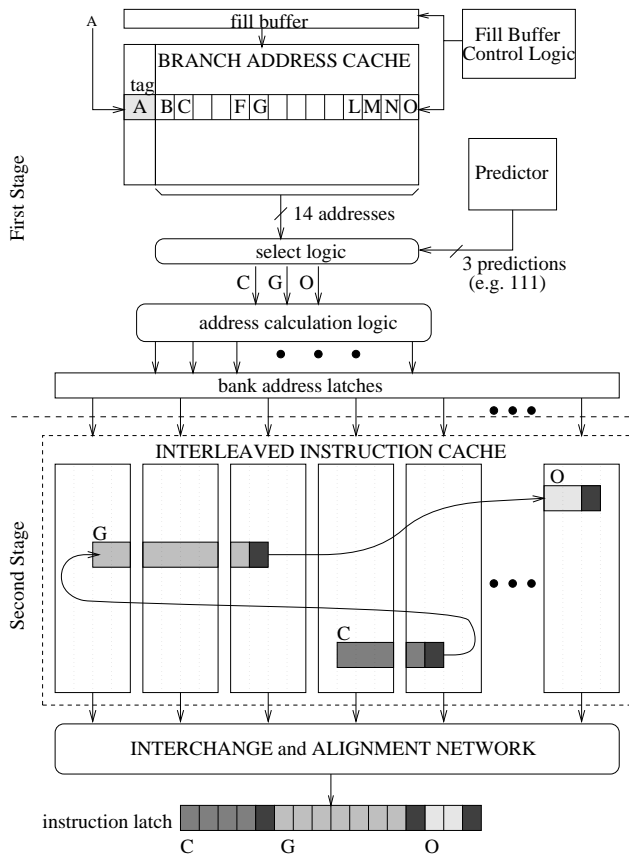 fill buffer
A
Fill Buffer
Control Logic
BRANCH ADDRESS CACHE
tag
A B C F G L M N O
Predictor
First Stage
14 addresses
select logic
3 predictions
(e.g. 111)
C G O
address calculation logic
bank address latches
INTERLEAVED INSTRUCTION CACHE
O
G
Second Stage
C
INTERCHANGE and ALIGNMENT NETWORK
instruction latch
C G O